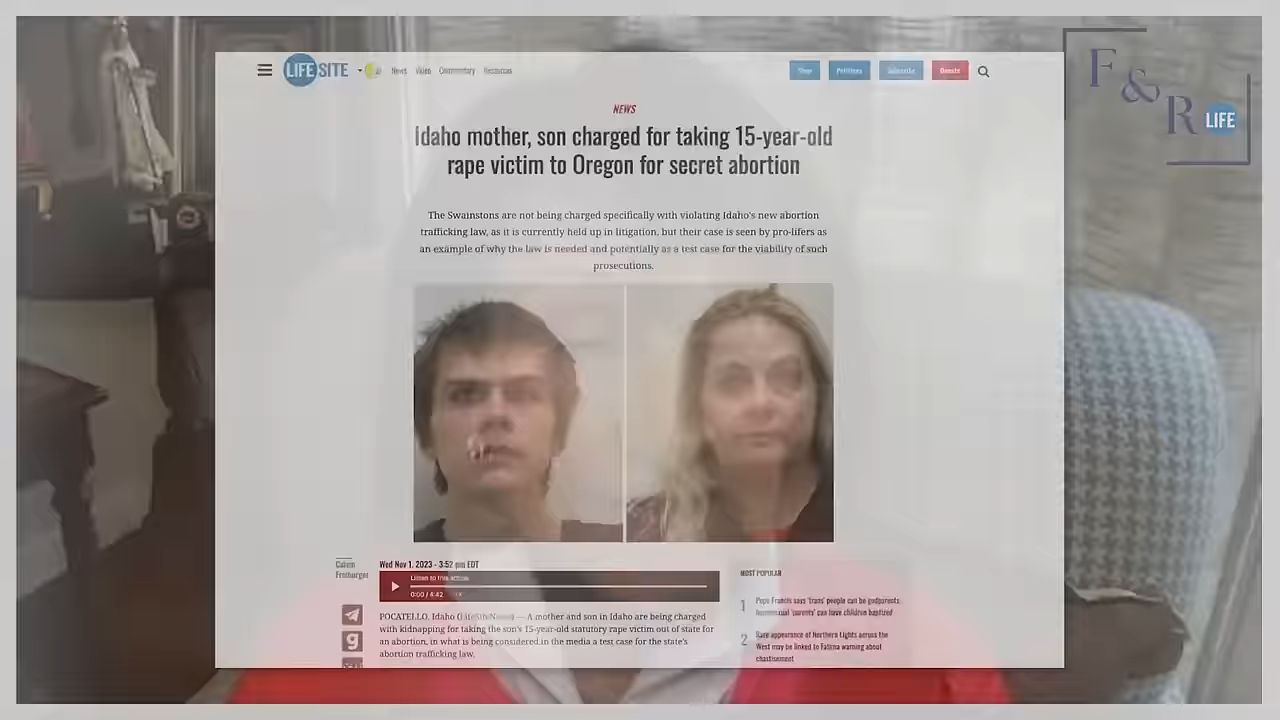 LIFE SITE
News Video Commentary Resources
Shop Petitions Subscribe Donate
F & R LIFE
NEWS
Idaho mother, son charged for taking 15-year-old
rape victim to Oregon for secret abortion
The Swainstons are not being charged specifically with violating Idaho's new abortion
trafficking law, as it is currently held up in litigation, but their case is seen by pro-lifers as
an example of why the law is needed and potentially as a test case for the viability of such
prosecutions.
Calvin
Freiburger
Wed Nov 1, 2023 - 3:52 pm EDT
Listen to this article
0:00 / 4:42 1X
POCATELLO, Idaho (LifeSiteNews) — A mother and son in Idaho are being charged
with kidnapping for taking the son's 15-year-old statutory rape victim out of state for
an abortion, in what is being considered in the media a test case for the state's
abortion trafficking law.
MOST POPULAR
1 Pope Francis says 'trans' people can be godparents,
homosexual 'parents' can have children baptized
2 Rare appearance of Northern Lights across the
West may be linked to Fatima warning about
chastisement